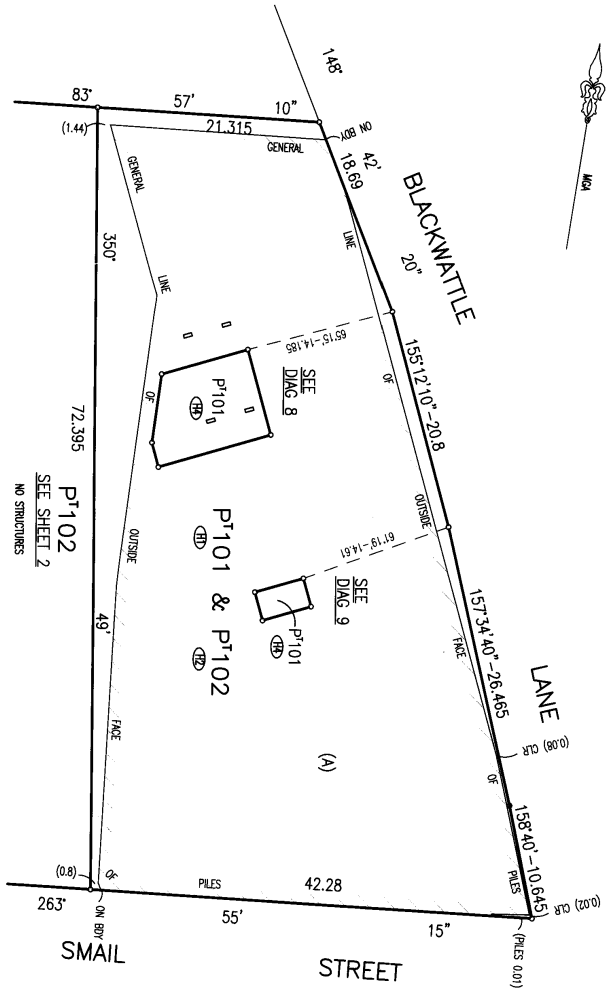 MGA
148°
42'
20"
18.69
BLACKWATTLE
LANE
83°
57'
10"
21.315
(1.44)
ON BDY
GENERAL
LINE
OF
OUTSIDE
FACE
OF
PILES
GENERAL
LINE
OF
OUTSIDE
FACE
OF
PILES
155°12'10"-20.8
157°34'40"-26.465
158°40'-10.645
65°15'-14.185
61°19'-14.61
SEE
DIAG 8
PT101
H4
SEE
DIAG 9
PT101
H4
PT101 & PT102
H1
H2
(A)
(0.08) CLR
(0.02) CLR
(PILES 0.01)
350°
49'
72.395
PT102
SEE SHEET 2
NO STRUCTURES
(0.8)
ON BDY
263°
55'
15"
42.28
SMAIL
STREET